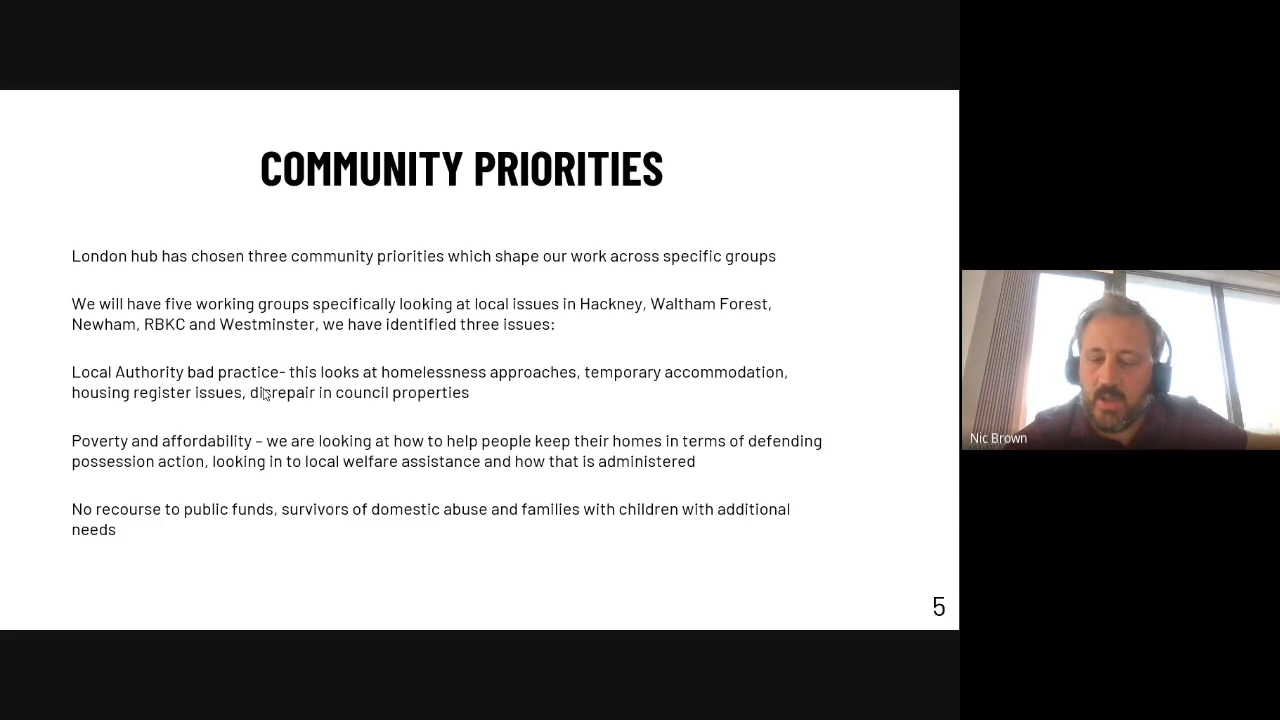 COMMUNITY PRIORITIES
London hub has chosen three community priorities which shape our work across specific groups
We will have five working groups specifically looking at local issues in Hackney, Waltham Forest,
Newham, RBKC and Westminster, we have identified three issues:
Local Authority bad practice- this looks at homelessness approaches, temporary accommodation,
housing register issues, disrepair in council properties
Poverty and affordability – we are looking at how to help people keep their homes in terms of defending
possession action, looking in to local welfare assistance and how that is administered
No recourse to public funds, survivors of domestic abuse and families with children with additional
needs
5
Nic Brown